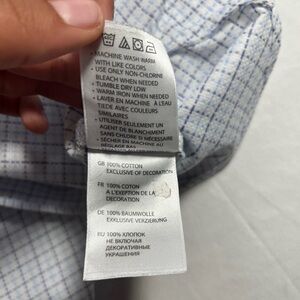 • MACHINE WASH WARM
WITH LIKE COLORS
• USE ONLY NON-CHLORINE
BLEACH WHEN NEEDED
• TUMBLE DRY LOW
• WARM IRON WHEN NEEDED
• LAVER EN MACHINE À L'EAU
TIÈDE AVEC COULEURS
SIMILAIRES
• UTILISER SEULEMENT UN
AGENT DE BLANCHIMENT
SANS CHLORE SI NÉCESSAIRE
• SÉCHER EN MACHINE AU
RÉGLAGE BAS
GB 100% COTTON
EXCLUSIVE OF DECORATION
FR 100% COTON
A L'EXEPTION DE LA
DECORATION
DE 100% BAUMWOLLE
EXKLUSIVE VERZIERUNG
RU 100% ХЛОПОК
НЕ ВКЛЮЧАЯ
ДЕКОРАТИВНЫЕ
УКРАШЕНИЯ